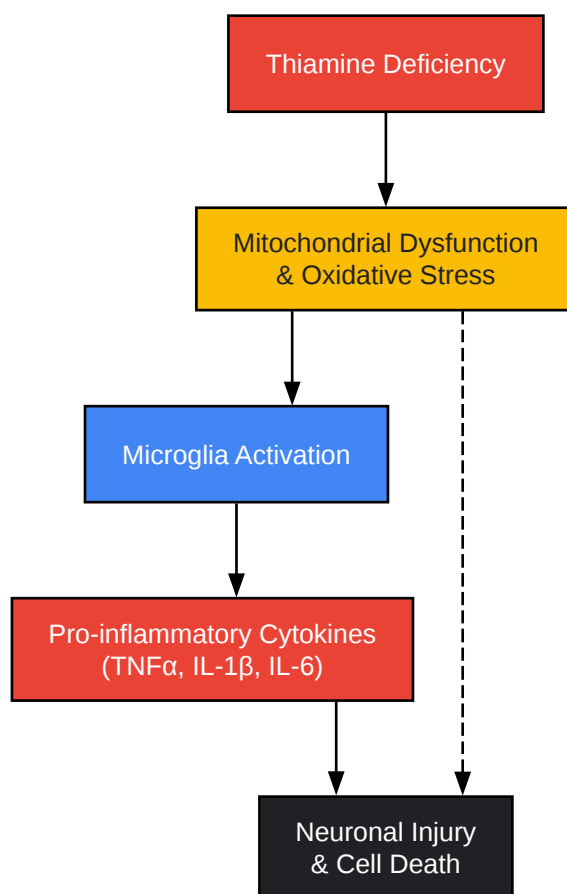 Thiamine Deficiency
Mitochondrial Dysfunction
& Oxidative Stress
Microglia Activation
Pro-inflammatory Cytokines
(TNFα, IL-1β, IL-6)
Neuronal Injury
& Cell Death